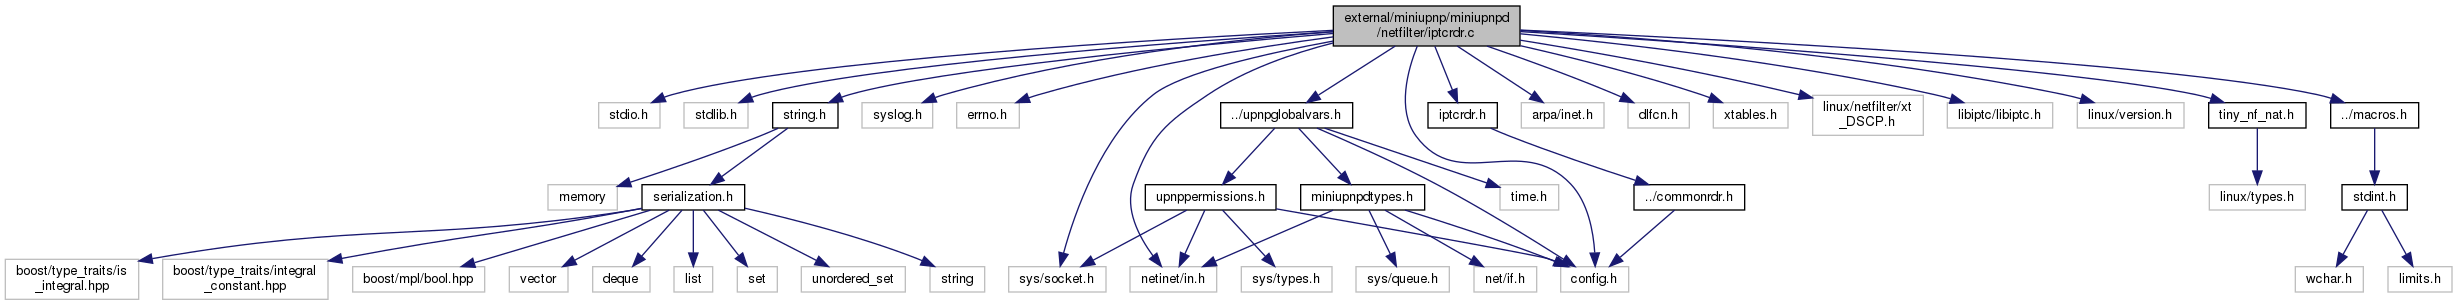 external/miniupnp/miniupnpd
/netfilter/iptcrdr.c
stdio.h
stdlib.h
string.h
syslog.h
errno.h
../upnpglobalvars.h
iptcrdr.h
arpa/inet.h
dlfcn.h
xtables.h
linux/netfilter/xt
_DSCP.h
libiptc/libiptc.h
linux/version.h
tiny_nf_nat.h
../macros.h
memory
serialization.h
upnppermissions.h
miniupnpdtypes.h
time.h
../commonrdr.h
linux/types.h
stdint.h
boost/type_traits/is
_integral.hpp
boost/type_traits/integral
_constant.hpp
boost/mpl/bool.hpp
vector
deque
list
set
unordered_set
string
sys/socket.h
netinet/in.h
sys/types.h
sys/queue.h
net/if.h
config.h
wchar.h
limits.h